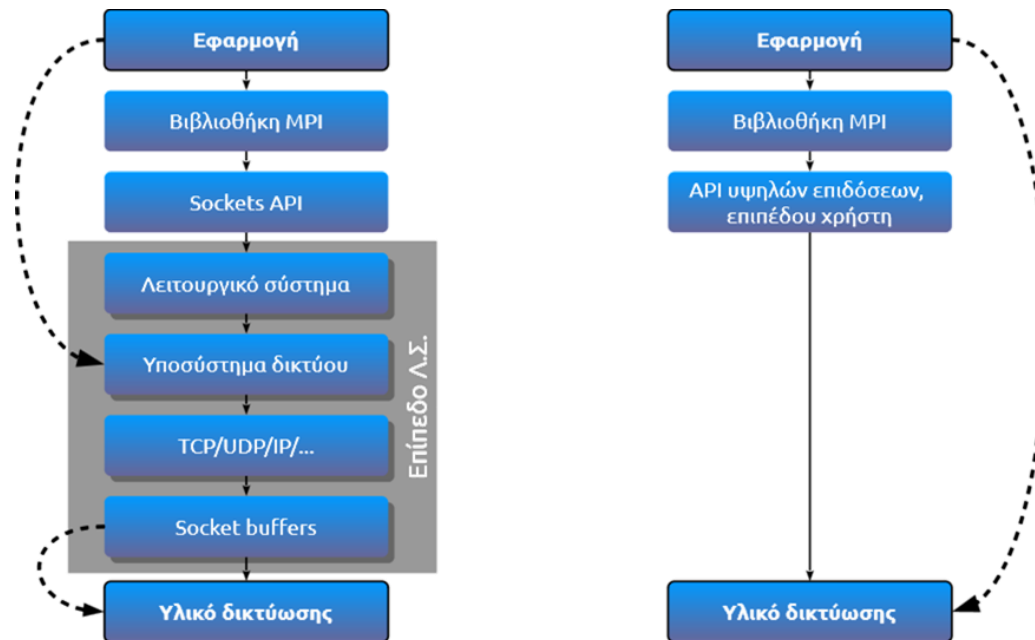 Εφαρμογή
Βιβλιοθήκη MPI
Sockets API
Λειτουργικό σύστημα
Υποσύστημα δικτύου
TCP/UDP/IP/...
Socket buffers
Επίπεδο Λ.Σ.
Υλικό δικτύωσης
Εφαρμογή
Βιβλιοθήκη MPI
API υψηλών επιδόσεων,
επιπέδου χρήστη
Υλικό δικτύωσης